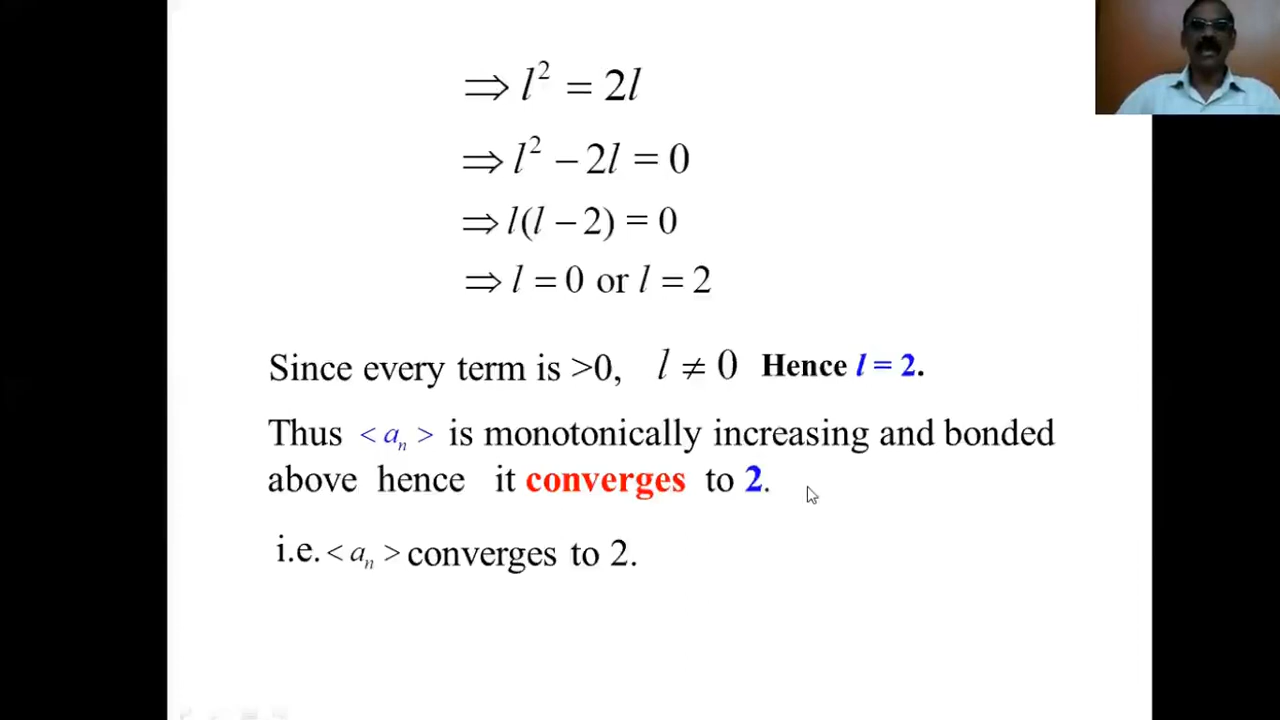 ⇒ l² = 2l
⇒ l² − 2l = 0
⇒ l(l − 2) = 0
⇒ l = 0 or l = 2
Since every term is >0, l ≠ 0 Hence l = 2.
Thus < aₙ > is monotonically increasing and bonded
above hence it converges to 2.
i.e. < aₙ > converges to 2.